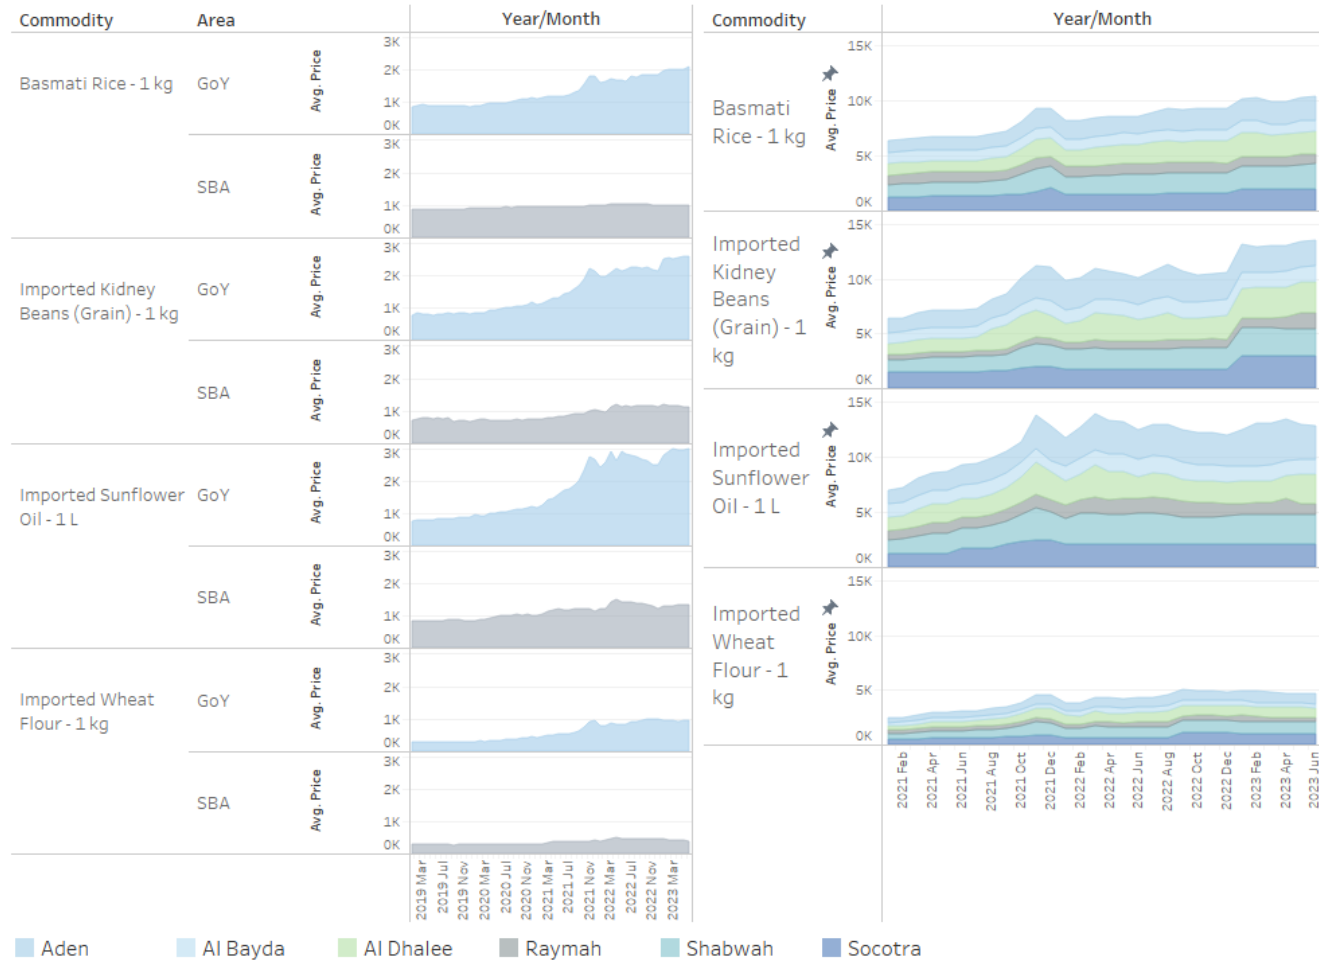 Commodity Area Year/Month
Basmati Rice - 1 kg GoY Avg. Price
3K
2K
1K
0K
SBA Avg. Price
3K
2K
1K
0K
Imported Kidney
Beans (Grain) - 1 kg
GoY Avg. Price
3K
2K
1K
0K
SBA Avg. Price
3K
2K
1K
0K
Imported Sunflower
Oil - 1 L
GoY Avg. Price
3K
2K
1K
0K
SBA Avg. Price
3K
2K
1K
0K
Imported Wheat
Flour - 1 kg
GoY Avg. Price
3K
2K
1K
0K
SBA Avg. Price
3K
2K
1K
0K
2019 Mar
2019 Jul
2019 Nov
2020 Mar
2020 Jul
2020 Nov
2021 Mar
2021 Jul
2021 Nov
2022 Mar
2022 Jul
2022 Nov
2023 Mar
Commodity Year/Month
Basmati
Rice - 1 kg
Avg. Price
15K
10K
5K
0K
Imported
Kidney
Beans
(Grain) - 1
kg
Avg. Price
15K
10K
5K
0K
Imported
Sunflower
Oil - 1 L
Avg. Price
15K
10K
5K
0K
Imported
Wheat
Flour - 1
kg
Avg. Price
15K
10K
5K
0K
2021 Feb
2021 Apr
2021 Jun
2021 Aug
2021 Oct
2021 Dec
2022 Feb
2022 Apr
2022 Jun
2022 Aug
2022 Oct
2022 Dec
2023 Feb
2023 Apr
2023 Jun
Aden Al Bayda Al Dhalee Raymah Shabwah Socotra